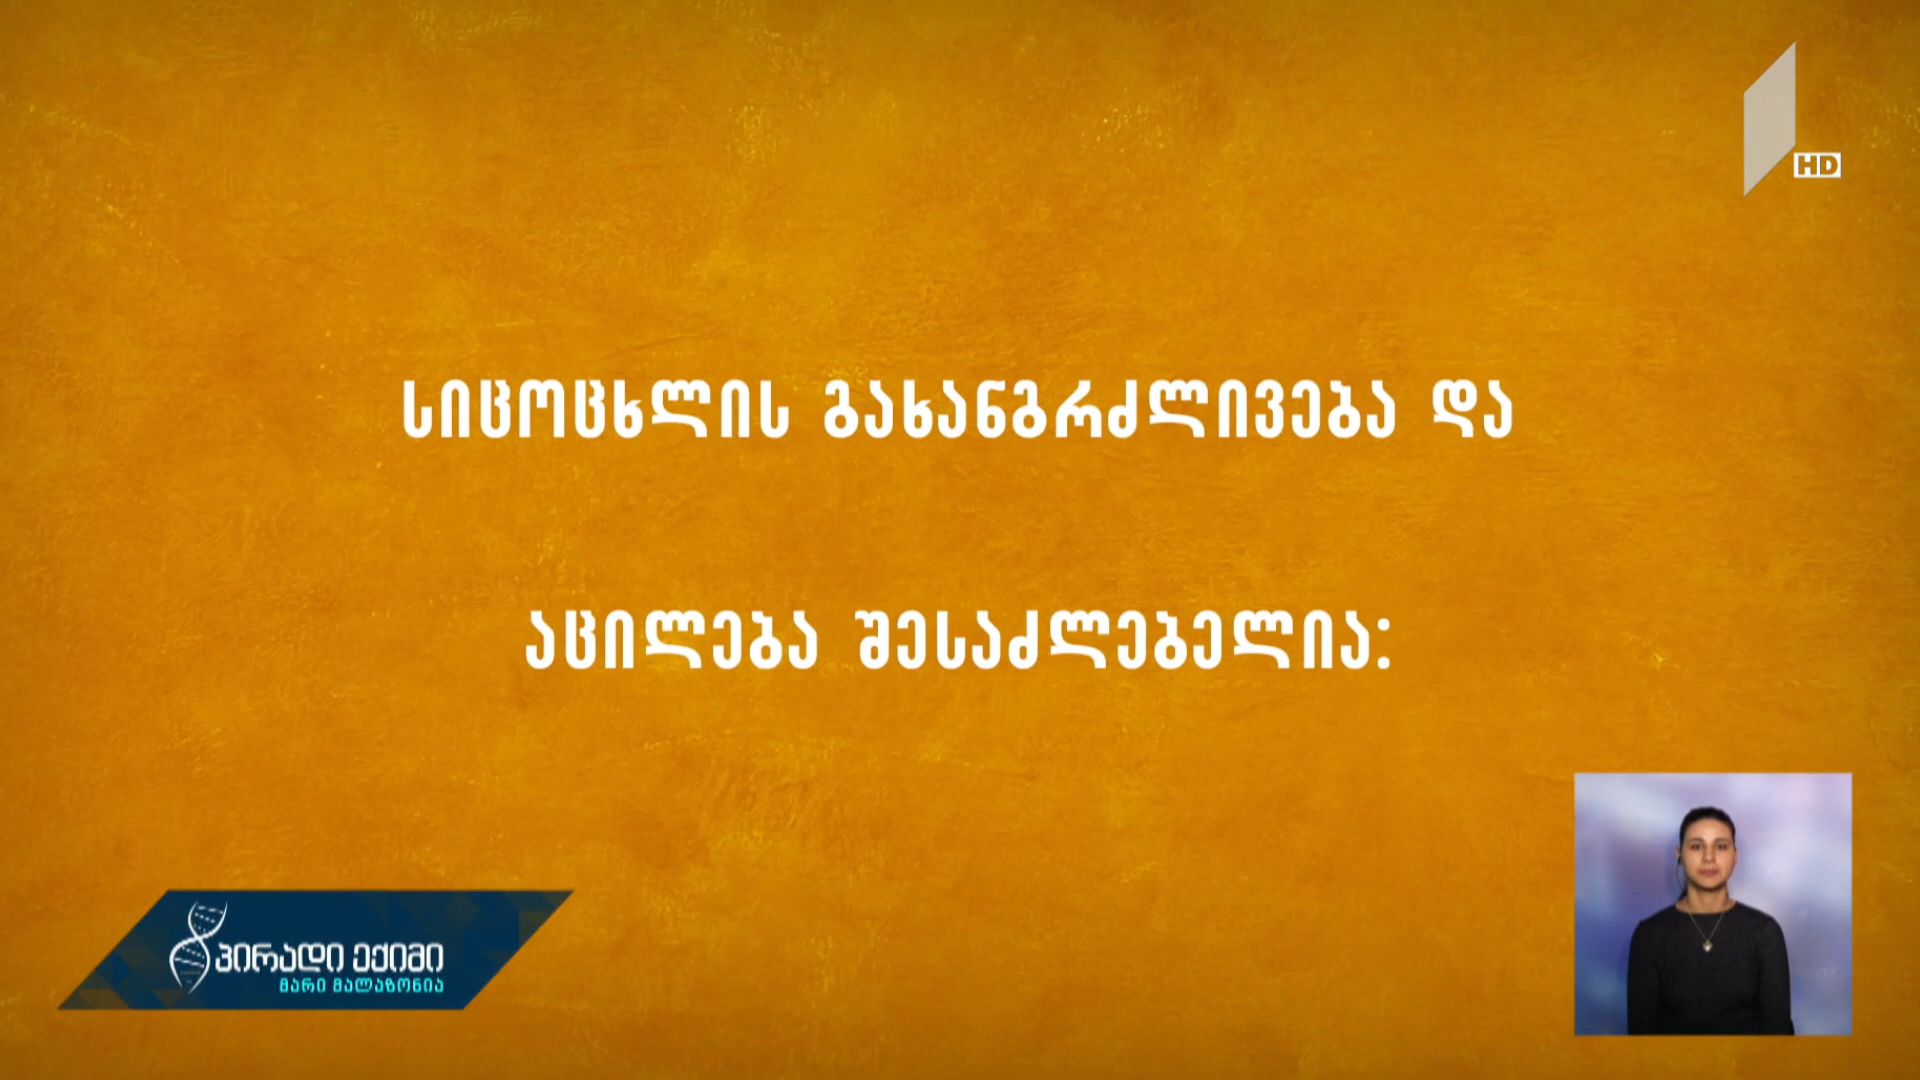 HD
სიცოცხლის გახანგრძლივება და
აცილება შესაძლებელია:
პირადი ექიმი
მარი მალაზონია